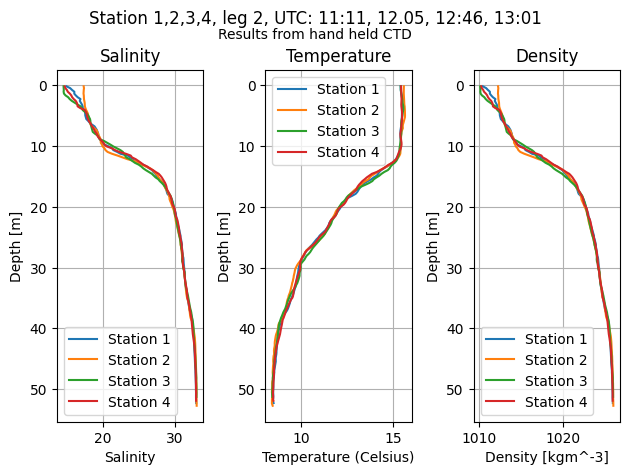 Station 1,2,3,4, leg 2, UTC: 11:11, 12.05, 12:46, 13:01
Results from hand held CTD
Salinity
0
10
20
30
40
50
Depth [m]
Station 1
Station 2
Station 3
Station 4
20 30
Salinity
Temperature
0
10
20
30
40
50
Depth [m]
Station 1
Station 2
Station 3
Station 4
10 15
Temperature (Celsius)
Density
0
10
20
30
40
50
Depth [m]
Station 1
Station 2
Station 3
Station 4
1010 1020
Density [kgm^-3]